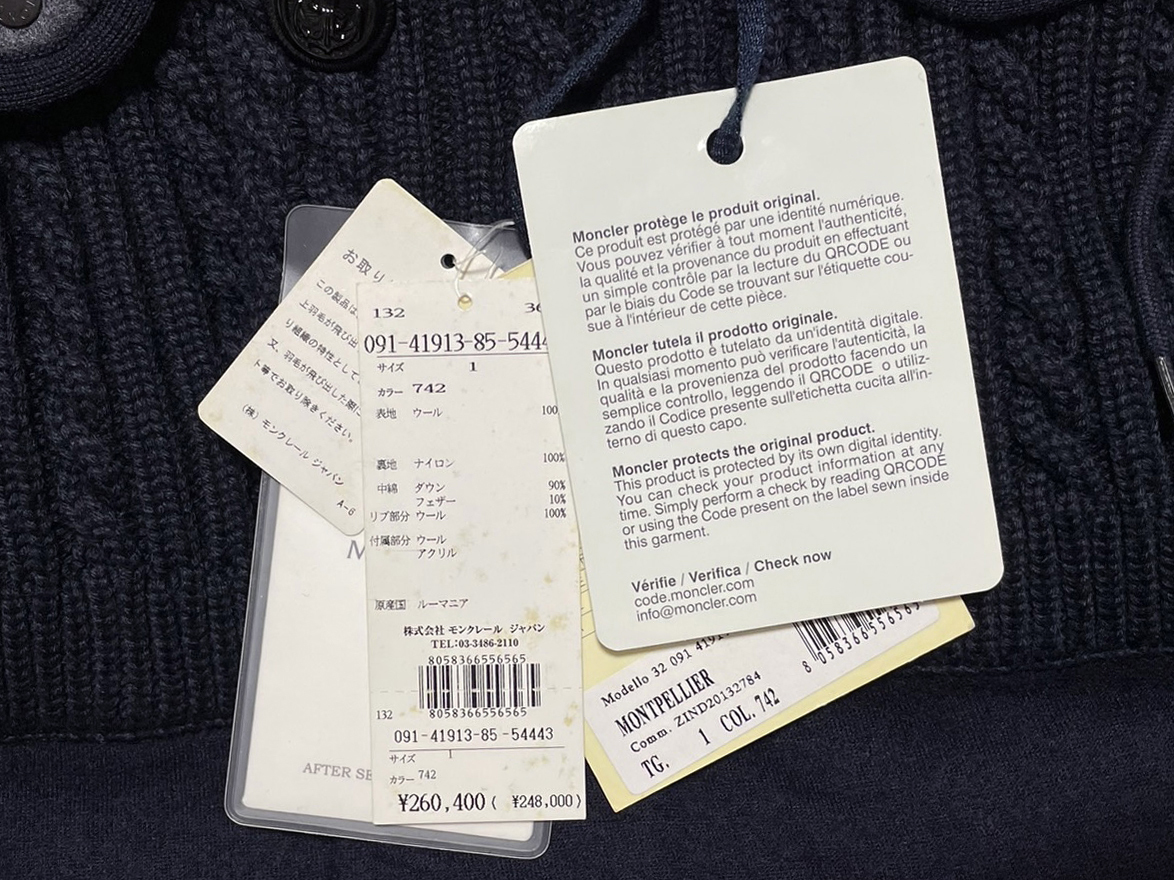 お取り
この製品は
上羽毛が飛び出
り組織の特性として
又、羽毛が飛び出した際に
ト等でお取り除きください。
(株) モンクレール ジャパン
A-6
M
AFTER SE
132 36
091-41913-85-5444
サイズ 1
カラー 742
表地 ウール 100
裏地 ナイロン 100%
中綿 ダウン 90%
フェザー 10%
リブ部分 ウール 100%
付属部分 ウール
アクリル
原産国 ルーマニア
株式会社 モンクレール ジャパン
TEL:03-3486-2110
8058366556565
132 8058366556565
091-41913-85-54443
サイズ 1
カラー 742
¥260,400( ¥248,000)
Moncler protège le produit original.
Ce produit est protégé par une identité numérique.
Vous pouvez vérifier à tout moment l'authenticité,
la qualité et la provenance du produit en effectuant
un simple contrôle par la lecture du QRCODE ou
par le biais du Code se trouvant sur l'étiquette cou-
sue à l'intérieur de cette pièce.
Moncler tutela il prodotto originale.
Questo prodotto è tutelato da un'identità digitale.
In qualsiasi momento può verificare l'autenticità, la
qualità e la provenienza del prodotto facendo un
semplice controllo, leggendo il QRCODE o utiliz-
zando il Codice presente sull'etichetta cucita all'in-
terno di questo capo.
Moncler protects the original product.
This product is protected by its own digital identity.
You can check your product information at any
time. Simply perform a check by reading QRCODE
or using the Code present on the label sewn inside
this garment.
Vérifie / Verifica / Check now
code.moncler.com
info@moncler.com
Modello 32 091 4191
8 058366556565
MONTPELLIER
Comm. ZIND20132784
TG. 1 COL. 742